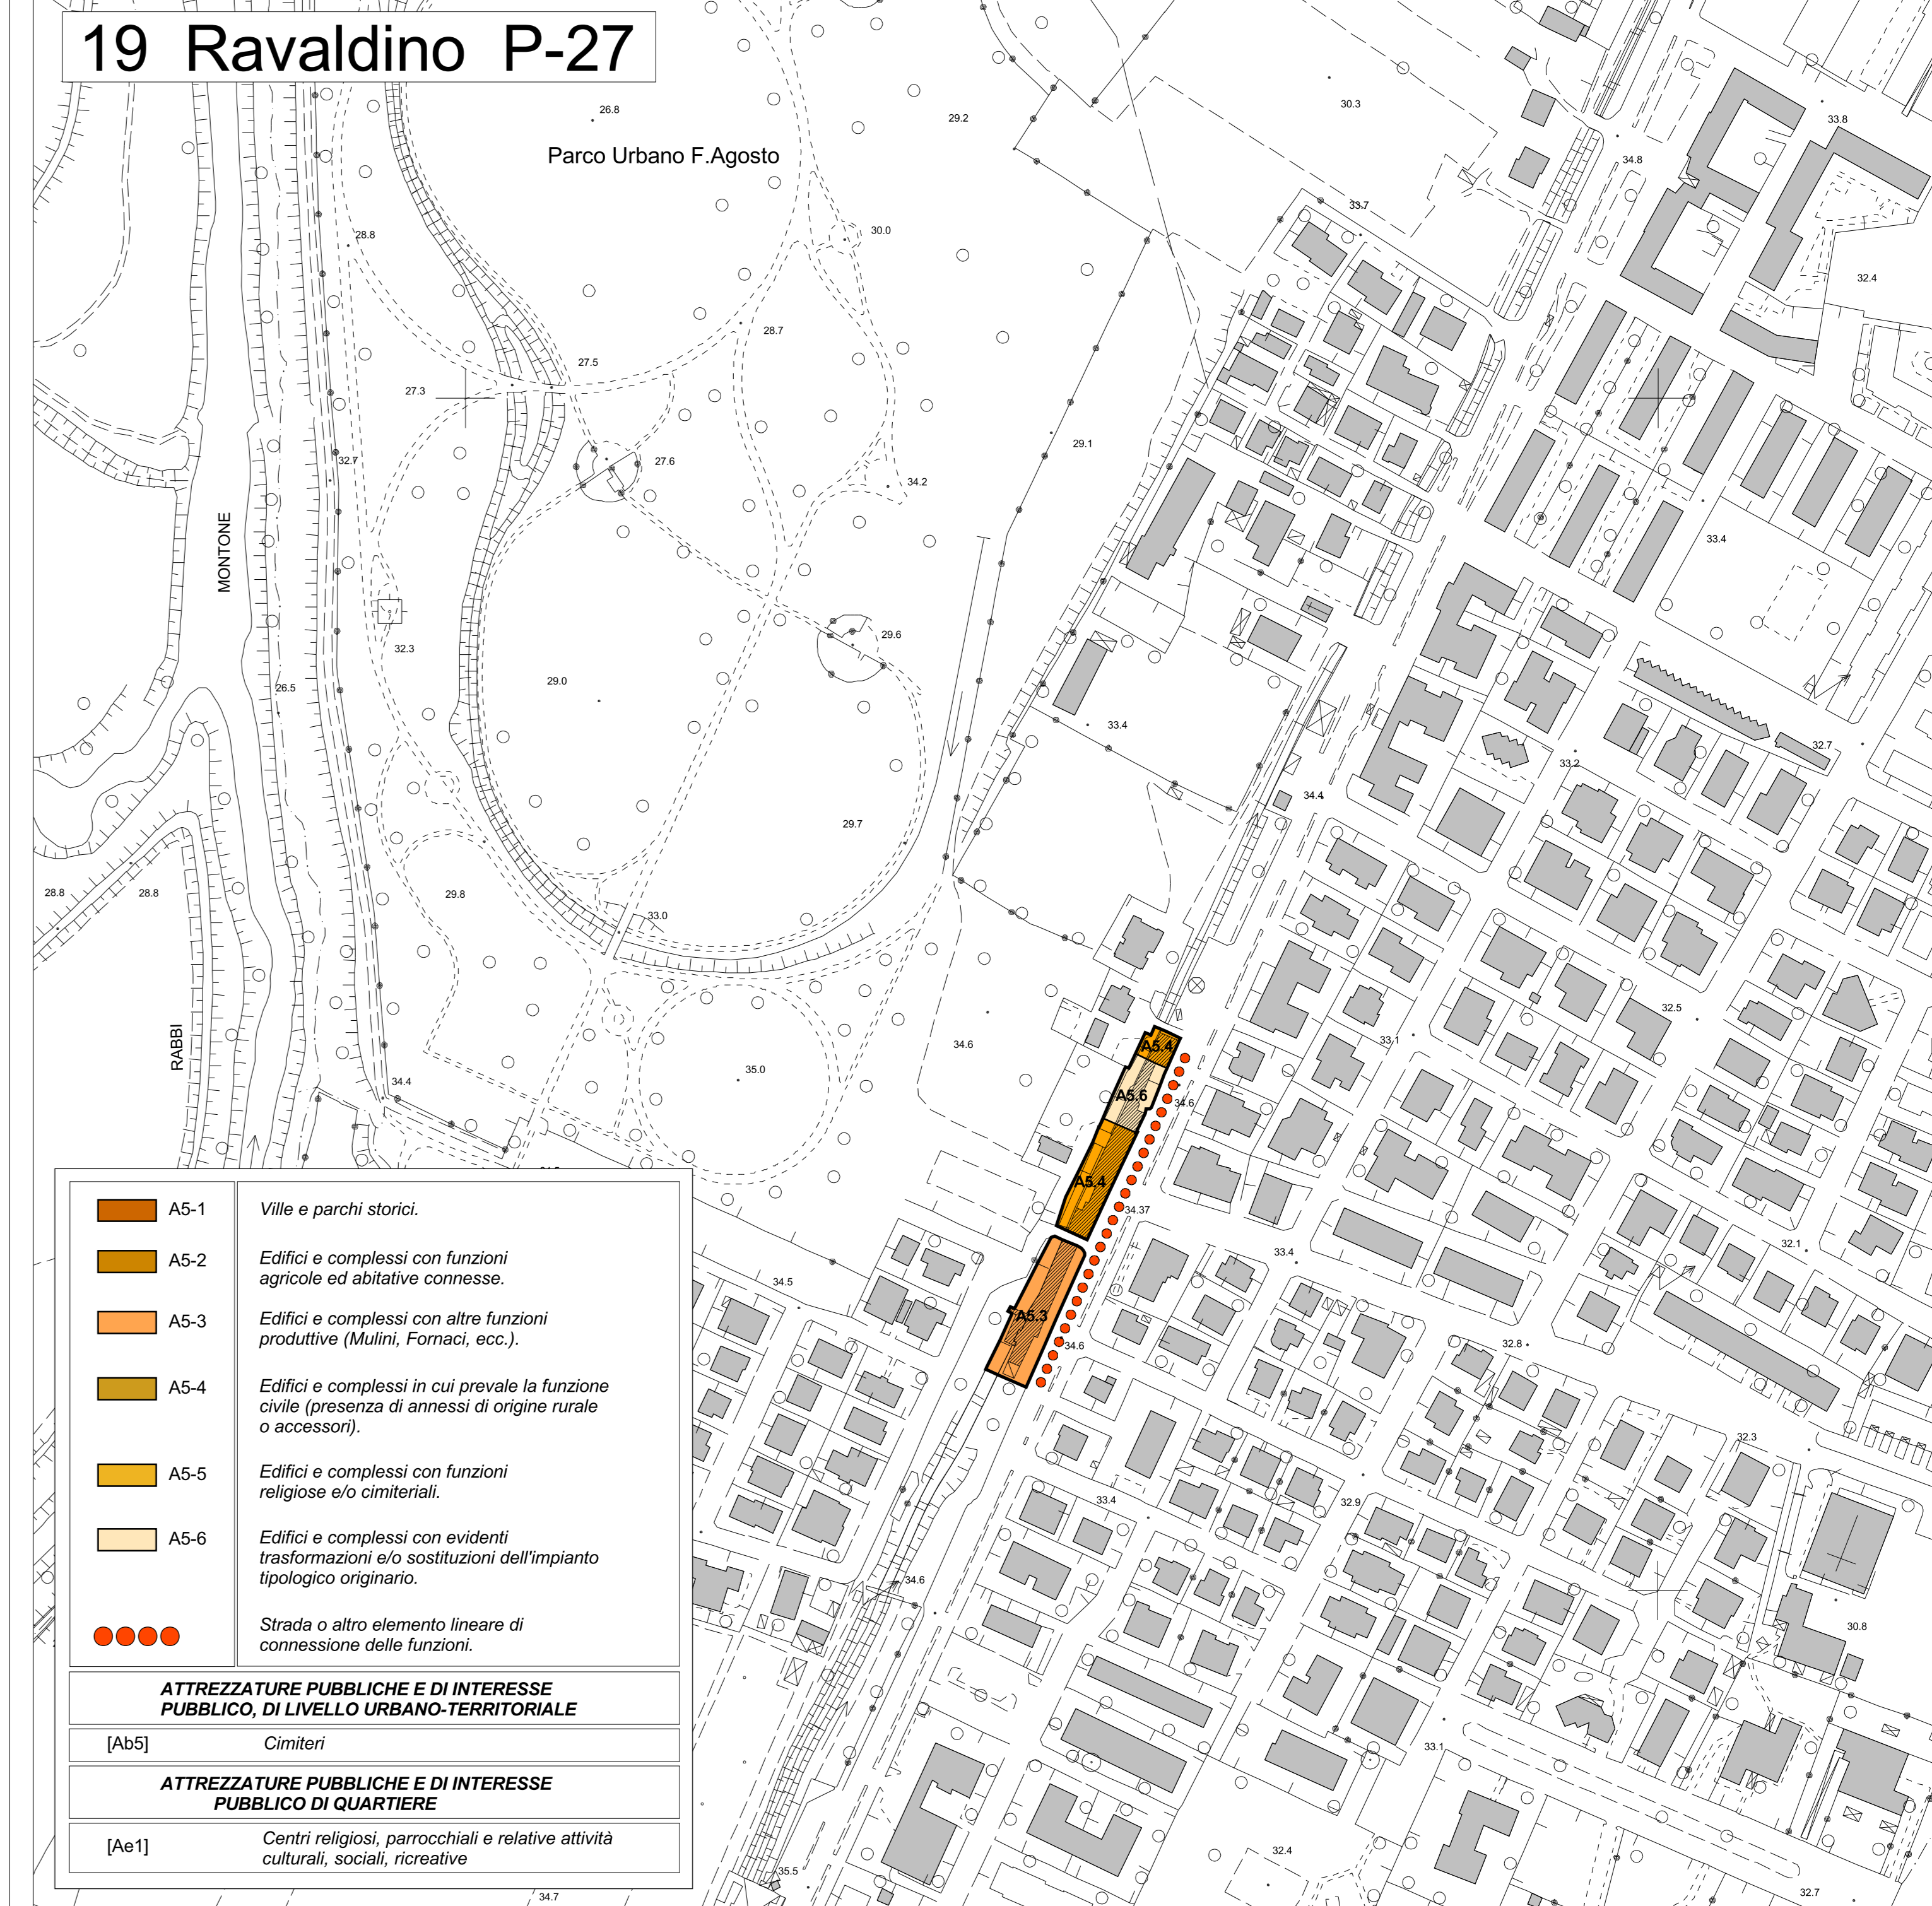 19 Ravaldino P-27
26.8
29.2
30.3
33.8
Parco Urbano F.Agosto
34.8
33.7
28.8
30.0
32.4
28.7
27.5
27.3
29.1
32.7
27.6
34.2
MONTONE
33.4
29.6
32.3
29.0
26.5
33.4
33.2
32.7
34.4
29.7
28.8
28.8
29.8
33.0
32.5
RABBI
34.6
33.1
A5.4
35.0
34.4
A5.6
34.6
A5.4
34.37
33.4
32.1
34.5
A5.3
34.6
32.8
32.3
33.4
32.9
34.6
30.8
33.1
32.4
35.5
34.7
32.7
A5-1 Ville e parchi storici.
A5-2 Edifici e complessi con funzioni
agricole ed abitative connesse.
A5-3 Edifici e complessi con altre funzioni
produttive (Mulini, Fornaci, ecc.).
A5-4 Edifici e complessi in cui prevale la funzione
civile (presenza di annessi di origine rurale
o accessori).
A5-5 Edifici e complessi con funzioni
religiose e/o cimiteriali.
A5-6 Edifici e complessi con evidenti
trasformazioni e/o sostituzioni dell'impianto
tipologico originario.
Strada o altro elemento lineare di
connessione delle funzioni.
ATTREZZATURE PUBBLICHE E DI INTERESSE
PUBBLICO, DI LIVELLO URBANO-TERRITORIALE
[Ab5] Cimiteri
ATTREZZATURE PUBBLICHE E DI INTERESSE
PUBBLICO DI QUARTIERE
[Ae1] Centri religiosi, parrocchiali e relative attività
culturali, sociali, ricreative